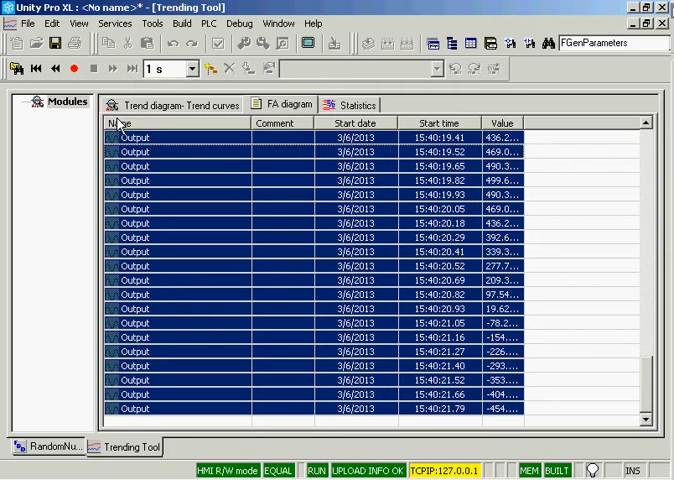 Unity Pro XL : <No name>* - [Trending Tool]
File Edit View Services Tools Build PLC Debug Window Help
FGenParameters
1 s
Modules
Trend diagram- Trend curves FA diagram Statistics
Name Comment Start date Start time Value
Output 3/6/2013 15:40:19.41 436.2...
Output 3/6/2013 15:40:19.52 469.0...
Output 3/6/2013 15:40:19.65 490.3...
Output 3/6/2013 15:40:19.82 499.6...
Output 3/6/2013 15:40:19.93 490.3...
Output 3/6/2013 15:40:20.05 469.0...
Output 3/6/2013 15:40:20.18 436.2...
Output 3/6/2013 15:40:20.29 392.6...
Output 3/6/2013 15:40:20.41 339.3...
Output 3/6/2013 15:40:20.52 277.7...
Output 3/6/2013 15:40:20.69 209.3...
Output 3/6/2013 15:40:20.82 97.54...
Output 3/6/2013 15:40:20.93 19.62...
Output 3/6/2013 15:40:21.05 -78.2...
Output 3/6/2013 15:40:21.16 -154....
Output 3/6/2013 15:40:21.27 -226....
Output 3/6/2013 15:40:21.40 -293....
Output 3/6/2013 15:40:21.52 -353....
Output 3/6/2013 15:40:21.66 -404....
Output 3/6/2013 15:40:21.79 -454....
RandomNu... Trending Tool
HMI R/W mode EQUAL RUN UPLOAD INFO OK TCPIP:127.0.0.1 MEM BUILT INS